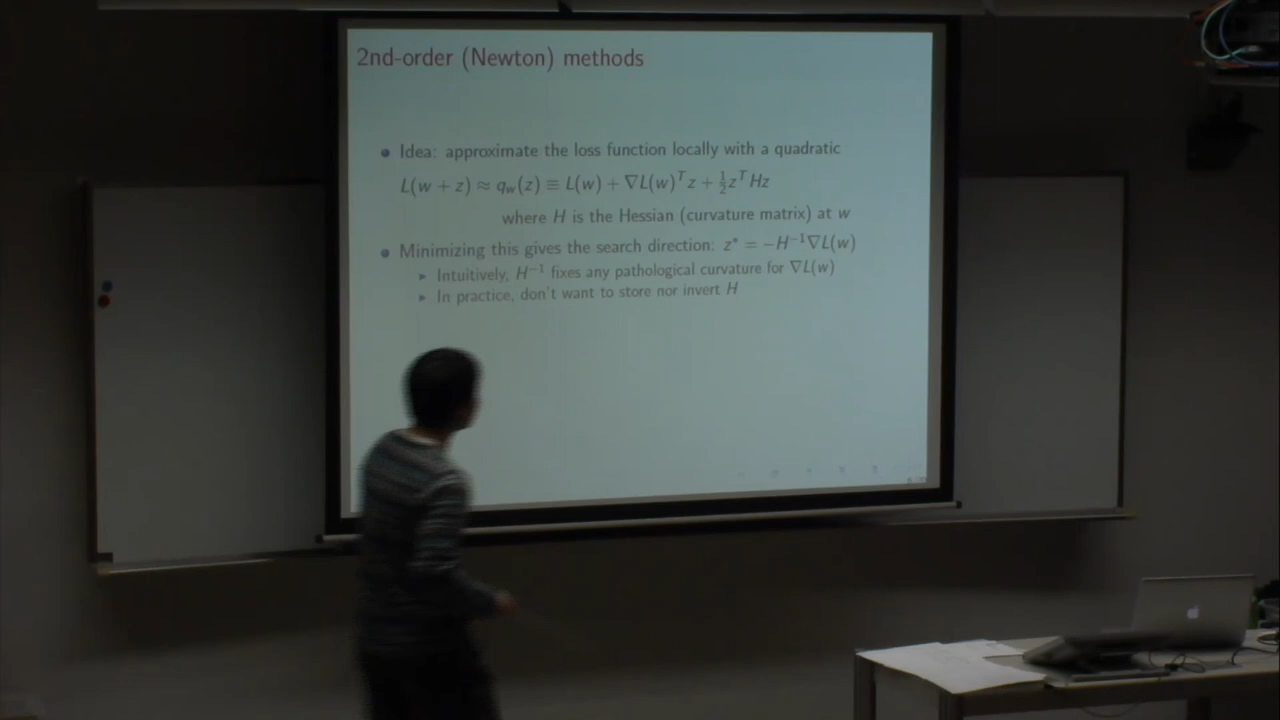 2nd-order (Newton) methods
Idea: approximate the loss function locally with a quadratic
L(w + z) ≈ q_w(z) ≡ L(w) + ∇L(w)^T z + ½z^T Hz
where H is the Hessian (curvature matrix) at w
Minimizing this gives the search direction: z* = −H⁻¹∇L(w)
Intuitively, H⁻¹ fixes any pathological curvature for ∇L(w)
In practice, don't want to store nor invert H